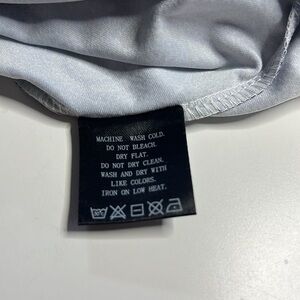 MACHINE WASH COLD.
DO NOT BLEACH.
DRY FLAT.
DO NOT DRY CLEAN.
WASH AND DRY WITH
LIKE COLORS.
IRON ON LOW HEAT.